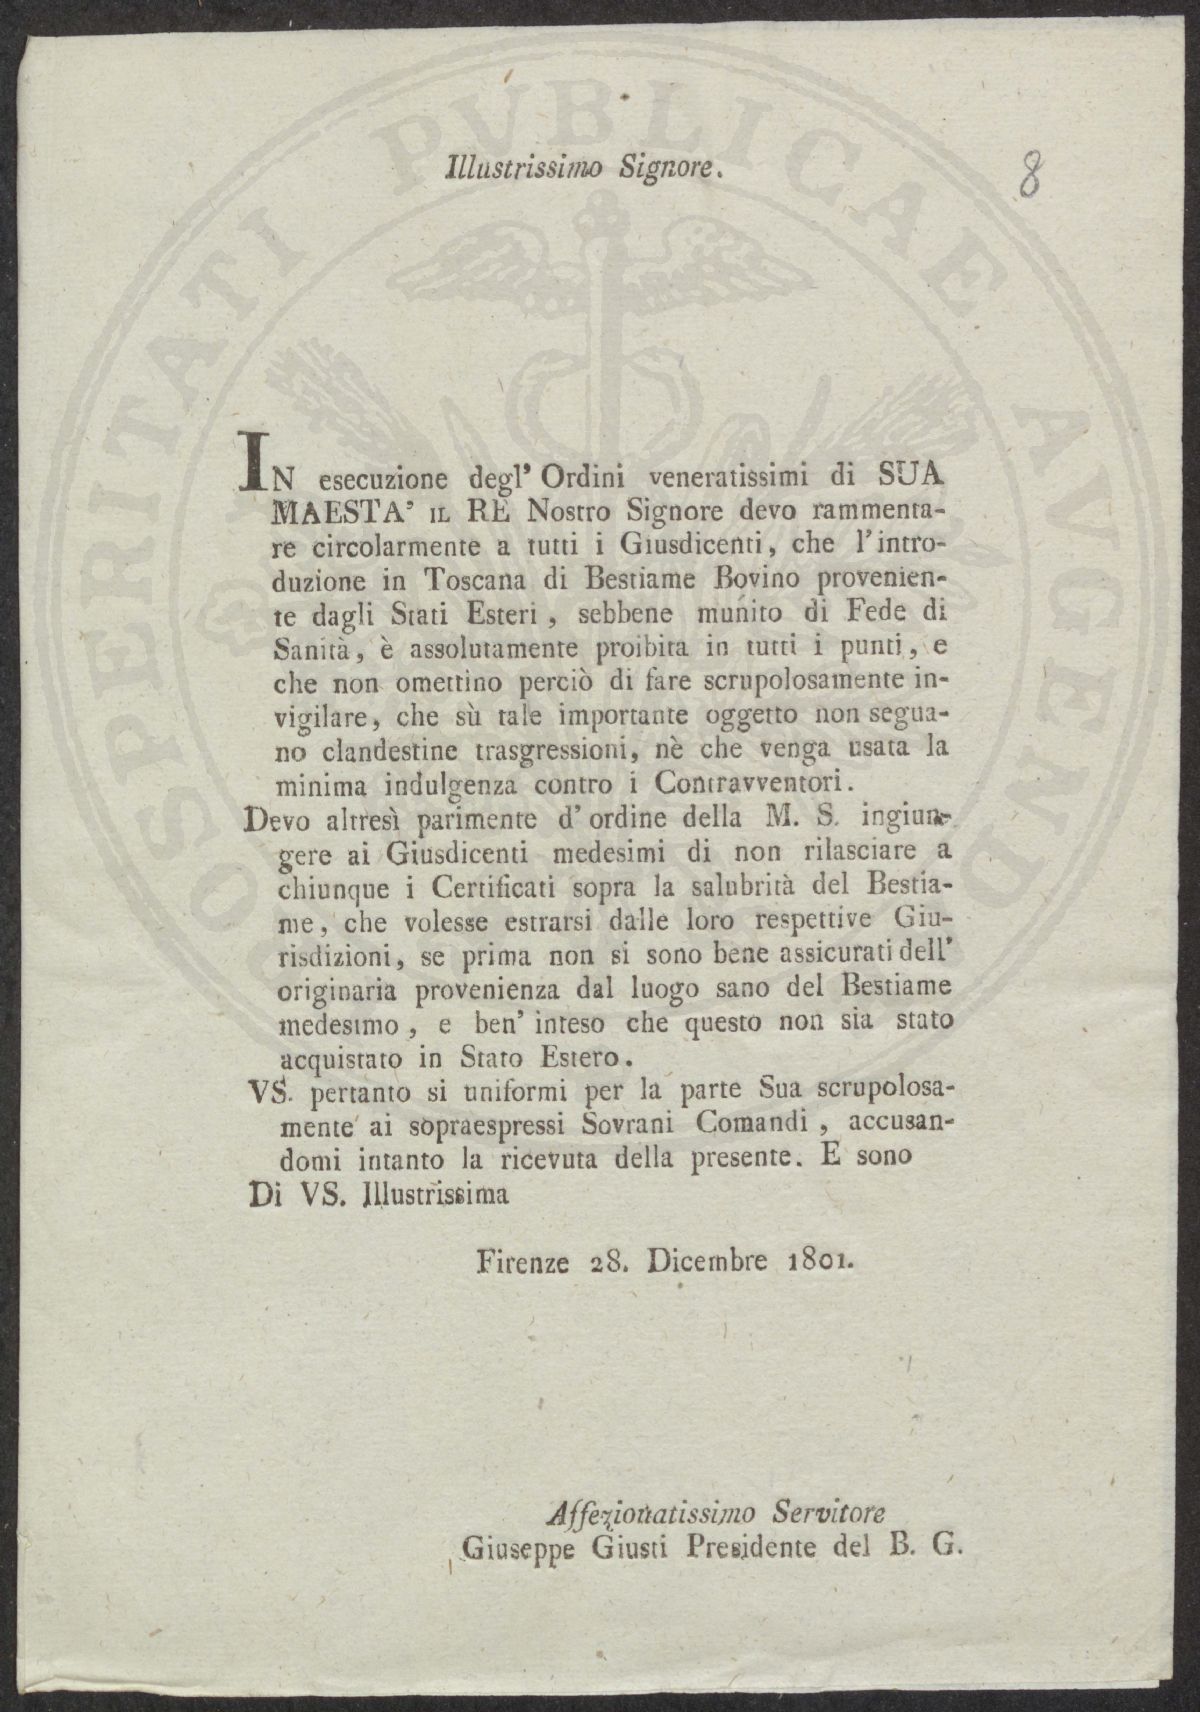 Illustrissimo Signore.
8
IN esecuzione degl' Ordini veneratissimi di SUA
MAESTA' IL RE Nostro Signore devo rammenta-
re circolarmente a tutti i Giusdicenti, che l'intro-
duzione in Toscana di Bestiame Bovino provenien-
te dagli Stati Esteri, sebbene munito di Fede di
Sanità, è assolutamente proibita in tutti i punti, e
che non omettino perciò di fare scrupolosamente in-
vigilare, che sù tale importante oggetto non segua-
no clandestine trasgressioni, nè che venga usata la
minima indulgenza contro i Contravventori.
Devo altresì parimente d' ordine della M. S. ingiun-
gere ai Giusdicenti medesimi di non rilasciare a
chiunque i Certificati sopra la salubrità del Bestia-
me, che volesse estrarsi dalle loro respettive Giu-
risdizioni, se prima non si sono bene assicurati dell'
originaria provenienza dal luogo sano del Bestiame
medesimo, e ben' inteso che questo non sia stato
acquistato in Stato Estero.
VS. pertanto si uniformi per la parte Sua scrupolosa-
mente ai sopraespressi Sovrani Comandi, accusan-
domi intanto la ricevuta della presente. E sono
Di VS. Illustrissima
Firenze 28. Dicembre 1801.
Affezionatissimo Servitore
Giuseppe Giusti Presidente del B. G.
PROSPERITATI PUBLICAE AVGENDAE